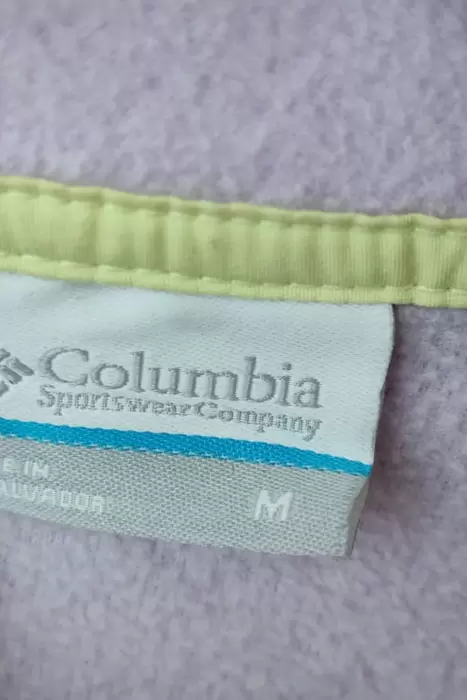 Columbia
Sportswear Company
E IN
ALVADOR
M